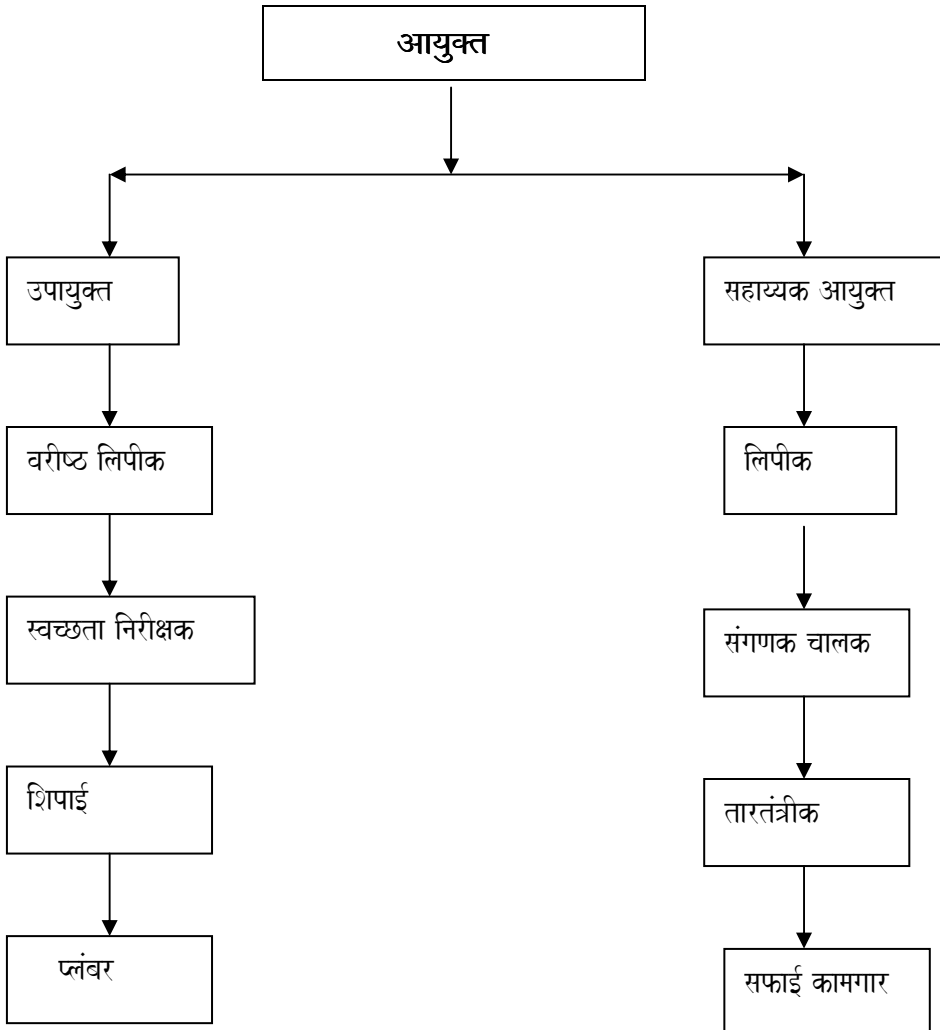 आयुक्त
उपायुक्त
सहाय्यक आयुक्त
वरीष्ठ लिपीक
लिपीक
स्वच्छता निरीक्षक
संगणक चालक
शिपाई
तारतंत्रीक
प्लंबर
सफाई कामगार